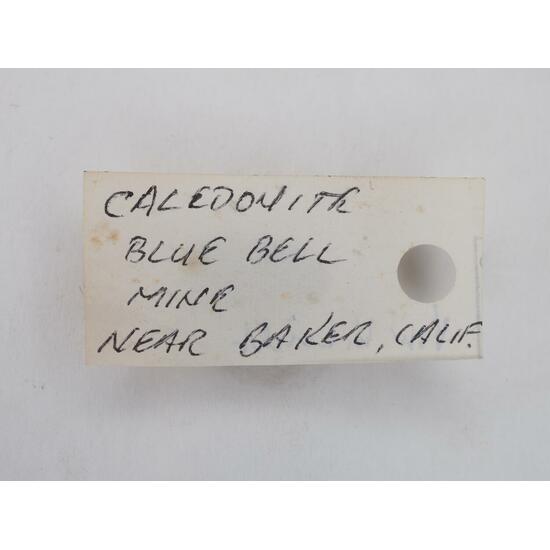 CALEDONITE
BLUE BELL
MINE
NEAR BAKER, CALIF.